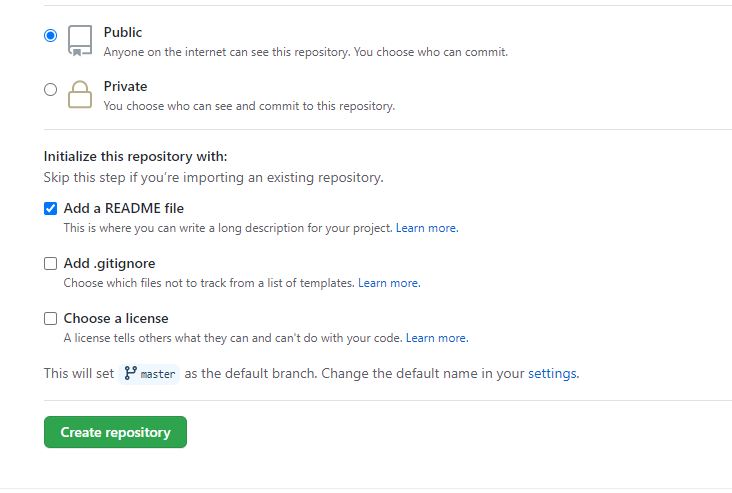 Public
Anyone on the internet can see this repository. You choose who can commit.
Private
You choose who can see and commit to this repository.
Initialize this repository with:
Skip this step if you’re importing an existing repository.
Add a README file
This is where you can write a long description for your project. Learn more.
Add .gitignore
Choose which files not to track from a list of templates. Learn more.
Choose a license
A license tells others what they can and can't do with your code. Learn more.
This will set master as the default branch. Change the default name in your settings.
Create repository